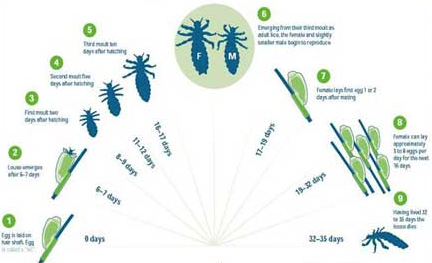 5
Third moult ten
days after hatching
4
Second moult five
days after hatching
3
First moult two
days after hatching
2
Louse emerges
after 6-7 days
1
Egg is laid on
hair shaft. Egg
is called a
6
Emerging from their third moult as
adult lice, the female and slightly
smaller male begin to reproduce
F
M
7
Female lays first egg 1 or 2
days after mating
8
Female can lay
approximately
3 to 8 eggs per
day for the next
16 days
9
Having lived 32
to 35 days the
louse dies
0 days
6-7 days
8-9 days
11-12 days
16-17 days
17-19 days
19-32 days
32-35 days